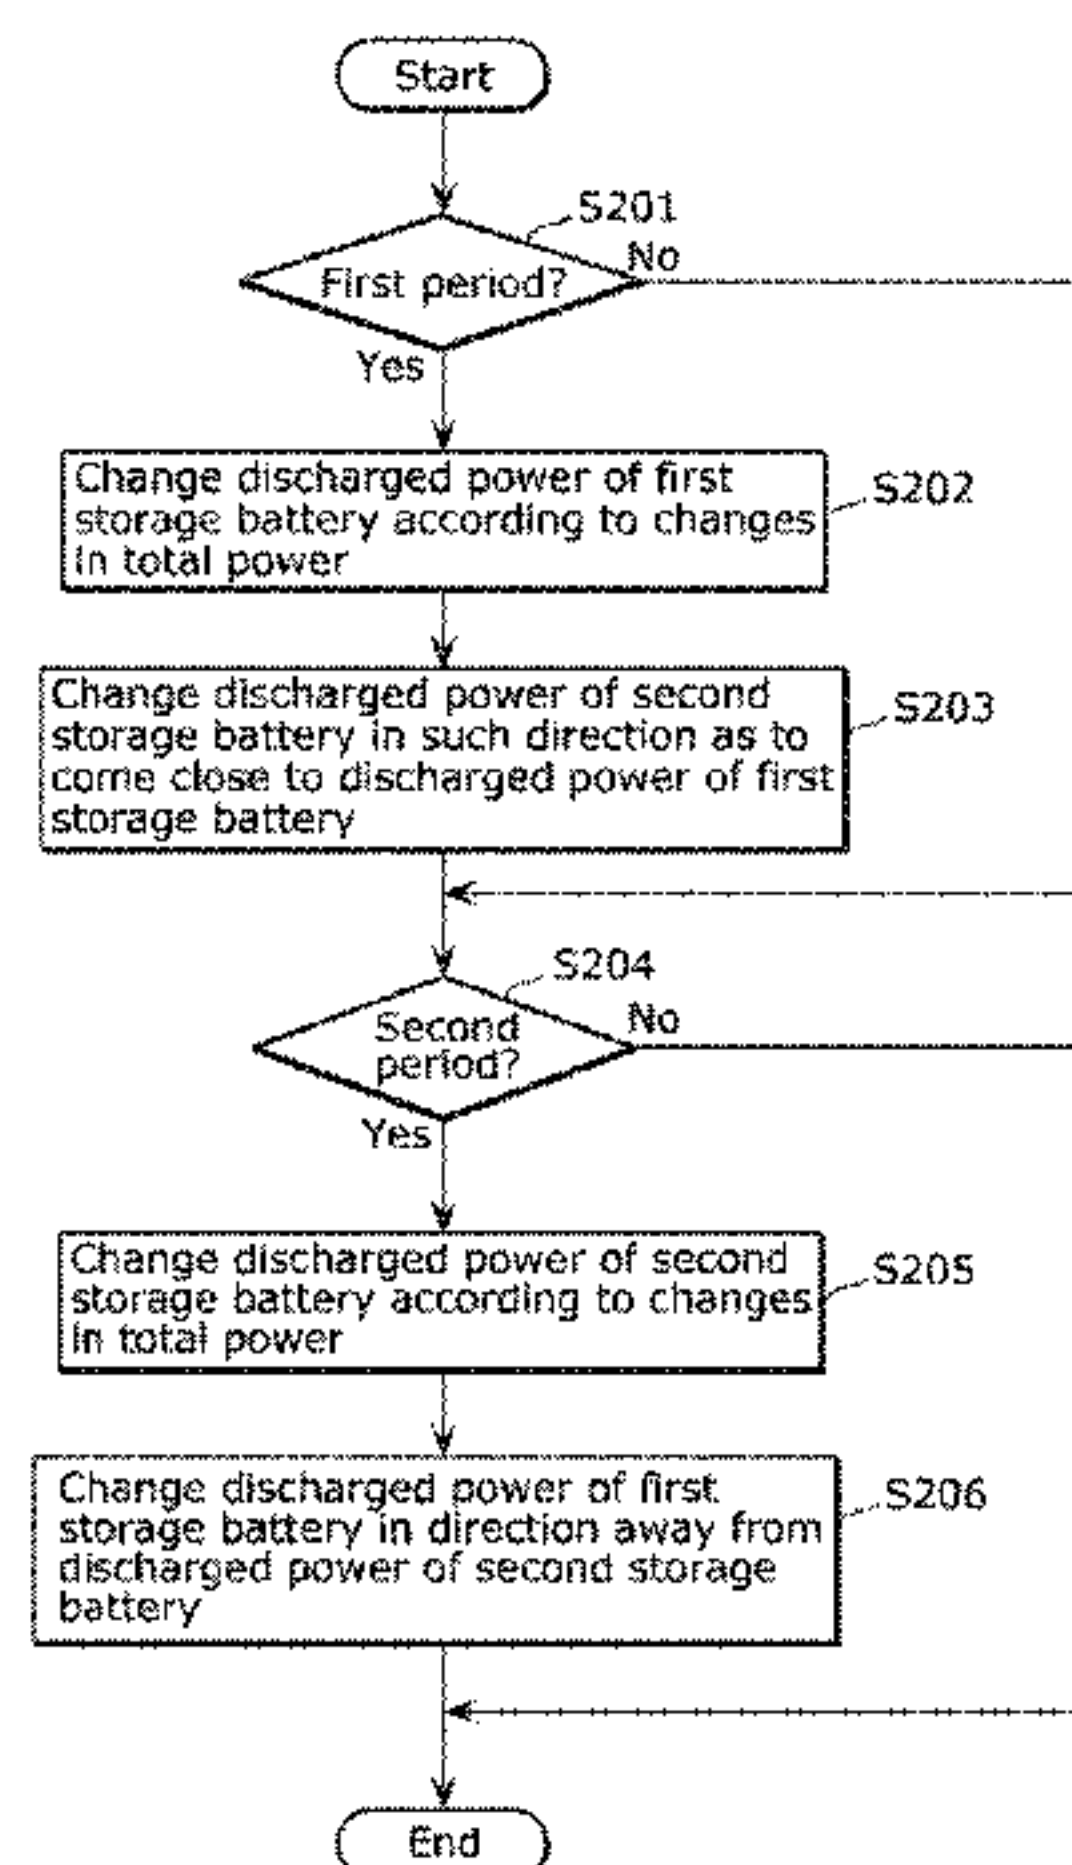 Start
S201
First period?
No
Yes
Change discharged power of first
storage battery according to changes
in total power
S202
Change discharged power of second
storage battery in such direction as to
come close to discharged power of first
storage battery
S203
S204
Second
period?
No
Yes
Change discharged power of second
storage battery according to changes
in total power
S205
Change discharged power of first
storage battery in direction away from
discharged power of second storage
battery
S206
End